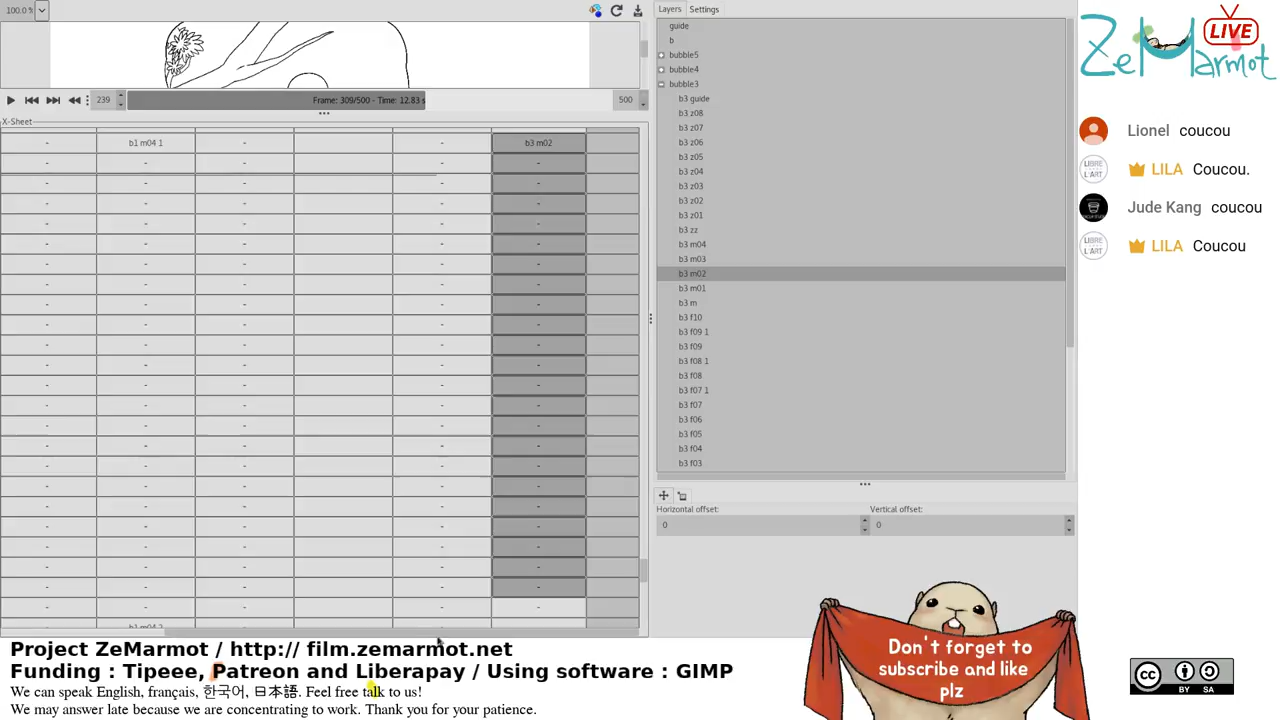 100.0 %
Frame: 309/500 - Time: 12.83 s
239
500
X-Sheet
- b1 m04 1 - - b3 m02
Layers Settings
guide
b
bubble5
bubble4
bubble3
b3 guide
b3 z08
b3 z07
b3 z06
b3 z05
b3 z04
b3 z03
b3 z02
b3 z01
b3 zz
b3 m04
b3 m03
b3 m02
b3 m01
b3 m
b3 f10
b3 f09 1
b3 f09
b3 f08 1
b3 f08
b3 f07 1
b3 f07
b3 f06
b3 f05
b3 f04
b3 f03
Horizontal offset: Vertical offset:
0 0
LIVE
ZeMarmot
Lionel coucou
LIBRE L'ART LILA Coucou.
Jude Kang coucou
LIBRE L'ART LILA Coucou
Project ZeMarmot / http:// film.zemarmot.net
Funding : Tipeee, Patreon and Liberapay / Using software : GIMP
We can speak English, français, 한국어, 日本語. Feel free talk to us!
We may answer late because we are concentrating to work. Thank you for your patience.
Don't forget to
subscribe and like
plz
cc BY SA